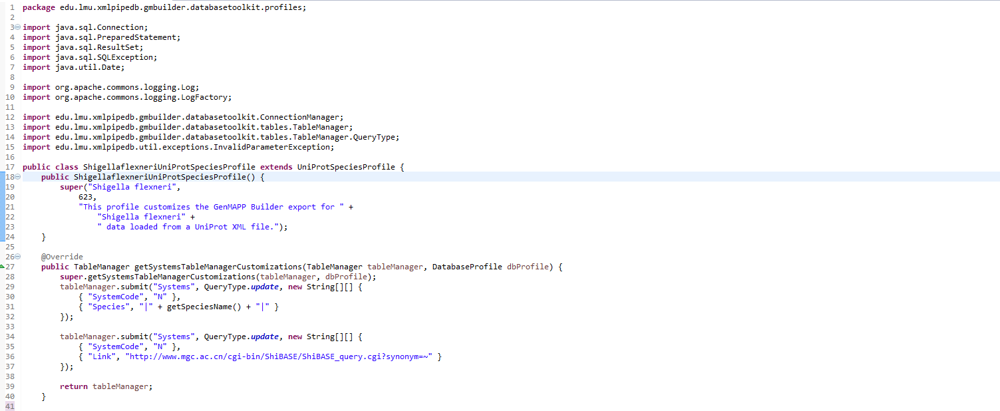 1 package edu.lmu.xmlpipedb.gmbuilder.databasetoolkit.profiles;
2
3 import java.sql.Connection;
4 import java.sql.PreparedStatement;
5 import java.sql.ResultSet;
6 import java.sql.SQLException;
7 import java.util.Date;
8
9 import org.apache.commons.logging.Log;
10 import org.apache.commons.logging.LogFactory;
11
12 import edu.lmu.xmlpipedb.gmbuilder.databasetoolkit.ConnectionManager;
13 import edu.lmu.xmlpipedb.gmbuilder.databasetoolkit.tables.TableManager;
14 import edu.lmu.xmlpipedb.gmbuilder.databasetoolkit.tables.TableManager.QueryType;
15 import edu.lmu.xmlpipedb.util.exceptions.InvalidParameterException;
16
17 public class ShigellaflexneriUniProtSpeciesProfile extends UniProtSpeciesProfile {
18     public ShigellaflexneriUniProtSpeciesProfile() {
19         super("Shigella flexneri",
20             623,
21             "This profile customizes the GenMAPP Builder export for " +
22                 "Shigella flexneri" +
23                 " data loaded from a UniProt XML file.");
24     }
25
26     @Override
27     public TableManager getSystemsTableManagerCustomizations(TableManager tableManager, DatabaseProfile dbProfile) {
28         super.getSystemsTableManagerCustomizations(tableManager, dbProfile);
29         tableManager.submit("Systems", QueryType.update, new String[][] {
30             { "SystemCode", "N" },
31             { "Species", "|" + getSpeciesName() + "|" }
32         });
33
34         tableManager.submit("Systems", QueryType.update, new String[][] {
35             { "SystemCode", "N" },
36             { "Link", "http://www.mgc.ac.cn/cgi-bin/ShiBASE/ShiBASE_query.cgi?synonym=~" }
37         });
38
39         return tableManager;
40     }
41